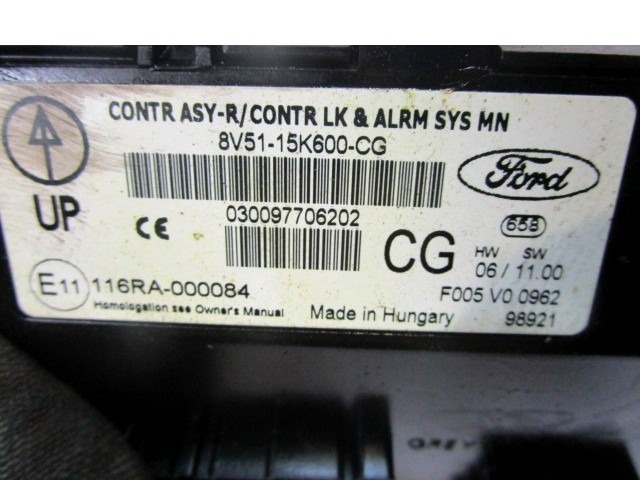 CONTR ASY-R/CONTR LK & ALRM SYS MN
8V51-15K600-CG
Ford
UP
CE
030097706202
CG
658
HW SW
06 / 11.00
E11 116RA-000084
F005 V0 0962
Homologation see Owner's Manual
Made in Hungary
98921
GREY